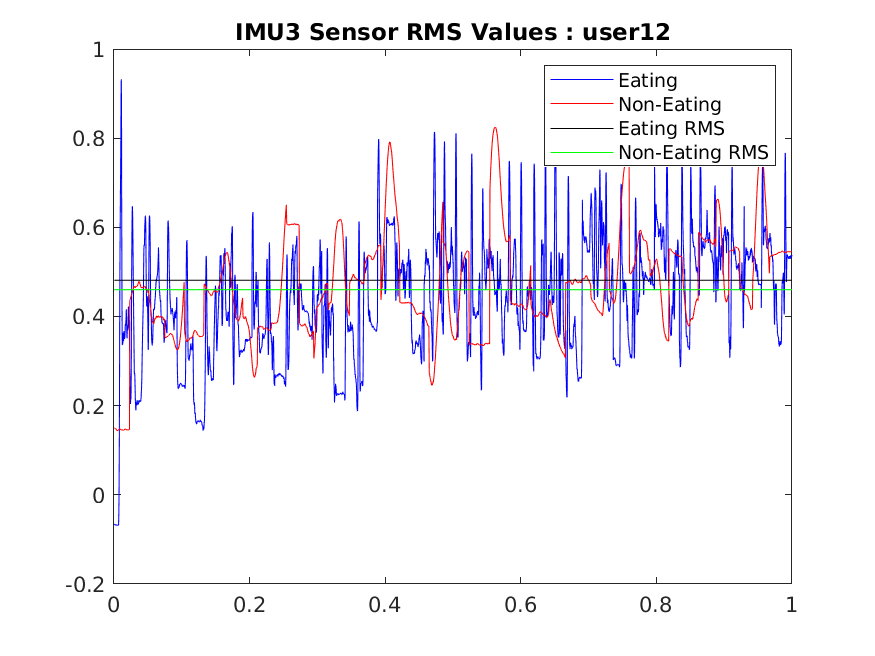 IMU3 Sensor RMS Values : user12
1
0.8
0.6
0.4
0.2
0
-0.2
0
0.2
0.4
0.6
0.8
1
Eating
Non-Eating
Eating RMS
Non-Eating RMS